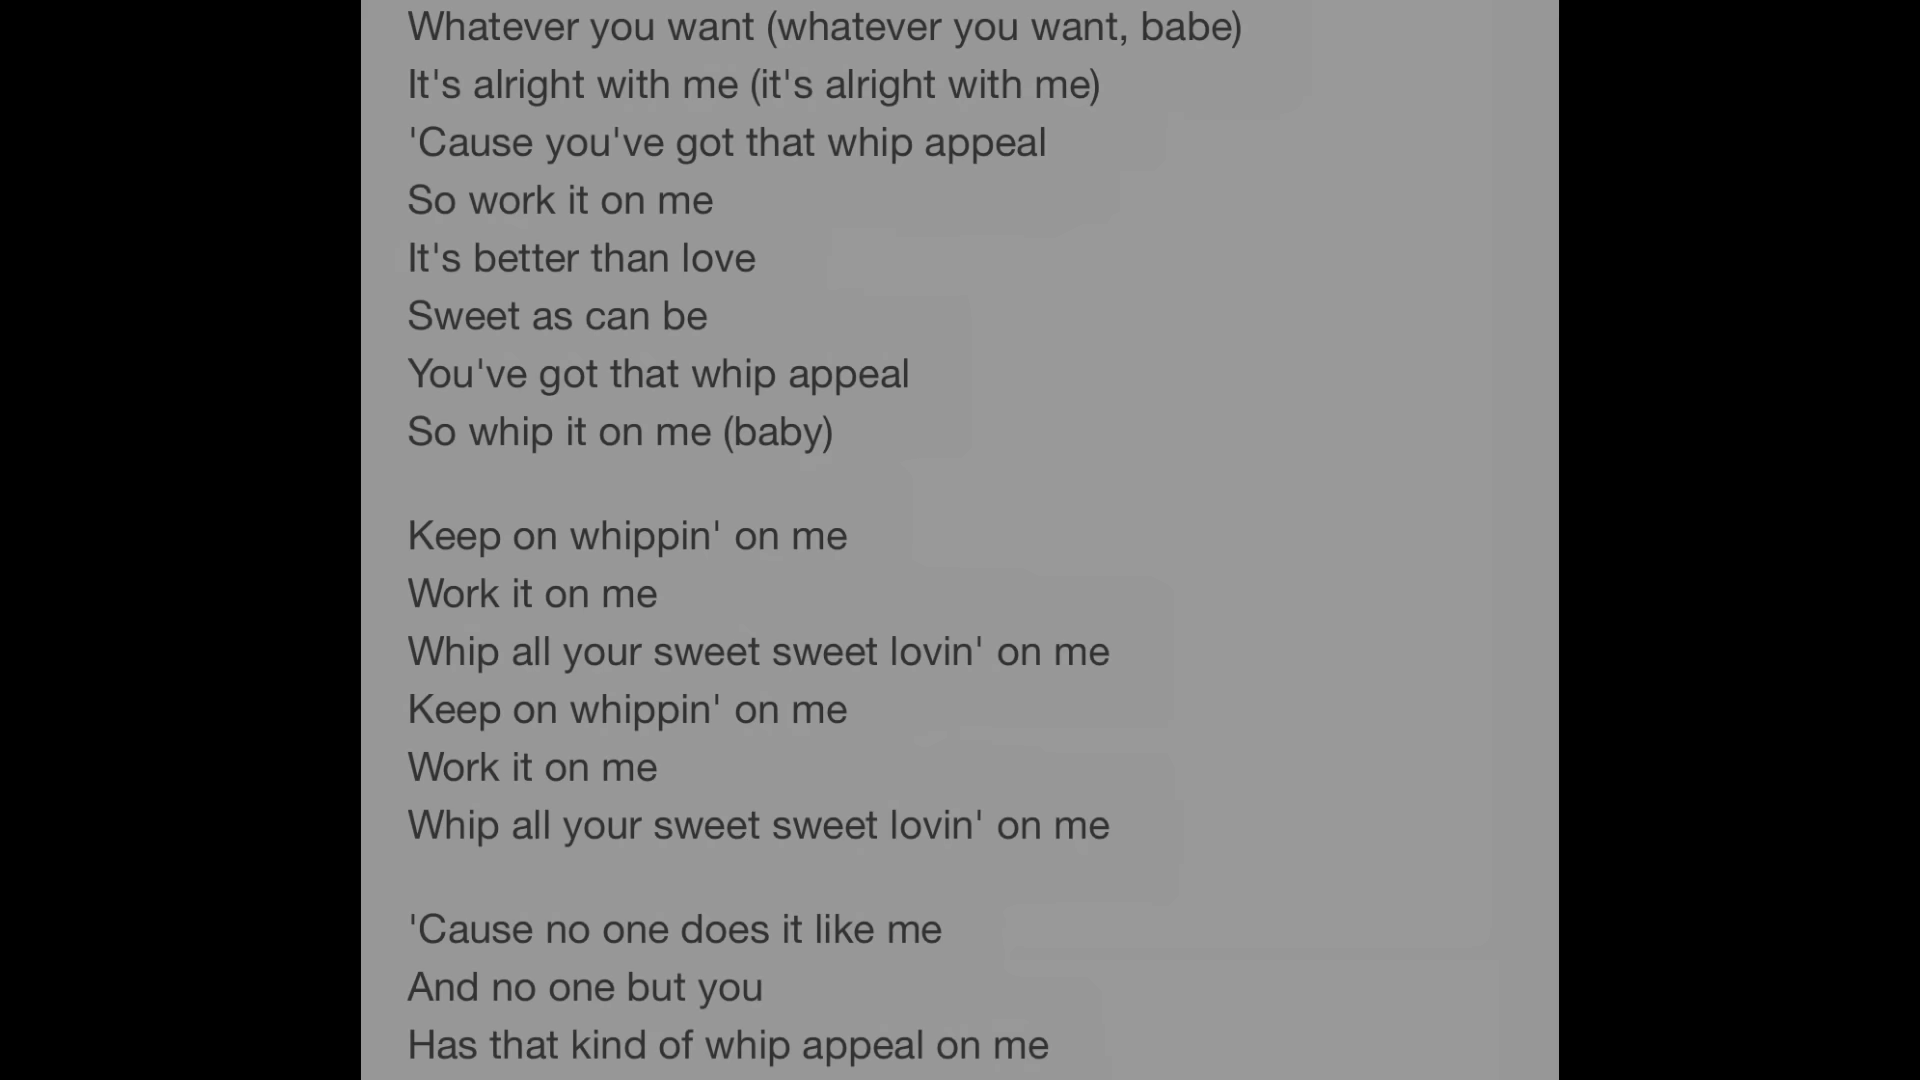 Whatever you want (whatever you want, babe)
It's alright with me (it's alright with me)
'Cause you've got that whip appeal
So work it on me
It's better than love
Sweet as can be
You've got that whip appeal
So whip it on me (baby)
Keep on whippin' on me
Work it on me
Whip all your sweet sweet lovin' on me
Keep on whippin' on me
Work it on me
Whip all your sweet sweet lovin' on me
'Cause no one does it like me
And no one but you
Has that kind of whip appeal on me